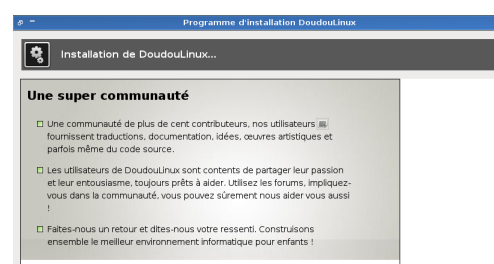 Programme d'installation DoudouLinux
Installation de DoudouLinux...
Une super communauté
Une communauté de plus de cent contributeurs, nos utilisateurs
fournissent traductions, documentation, idées, œuvres artistiques et
parfois même du code source.
Les utilisateurs de DoudouLinux sont contents de partager leur passion
et leur entousiasme, toujours prêts à aider. Utilisez les forums, impliquez-
vous dans la communauté, vous pouvez sûrement nous aider vous aussi
!
Faites-nous un retour et dites-nous votre ressenti. Construisons
ensemble le meilleur environnement informatique pour enfants !